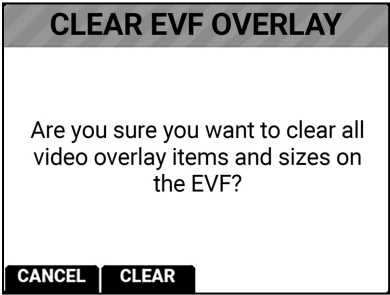 CLEAR EVF OVERLAY
Are you sure you want to clear all
video overlay items and sizes on
the EVF?
CANCEL CLEAR